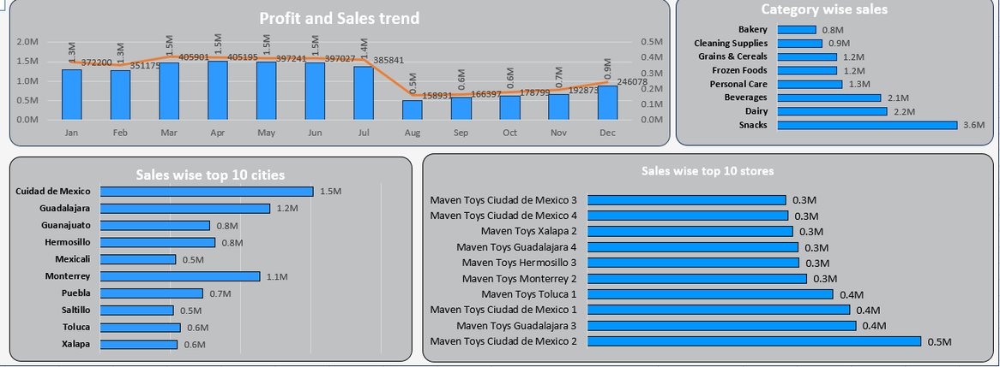 Profit and Sales trend
2.0M
1.5M
1.0M
0.5M
0.0M
0.5M
0.4M
0.3M
0.2M
0.1M
0.0M
1.3M 1.3M 1.5M 1.5M 1.5M 1.5M 1.4M 0.5M 0.6M 0.6M 0.7M 0.9M
372200 351175 405901 405195 397241 397027 385841 158931 166397 178799 192873 246078
Jan Feb Mar Apr May Jun Jul Aug Sep Oct Nov Dec
Category wise sales
Bakery 0.8M
Cleaning Supplies 0.9M
Grains & Cereals 1.2M
Frozen Foods 1.2M
Personal Care 1.3M
Beverages 2.1M
Dairy 2.2M
Snacks 3.6M
Sales wise top 10 cities
Cuidad de Mexico 1.5M
Guadalajara 1.2M
Guanajuato 0.8M
Hermosillo 0.8M
Mexicali 0.5M
Monterrey 1.1M
Puebla 0.7M
Saltillo 0.5M
Toluca 0.6M
Xalapa 0.6M
Sales wise top 10 stores
Maven Toys Ciudad de Mexico 3 0.3M
Maven Toys Ciudad de Mexico 4 0.3M
Maven Toys Xalapa 2 0.3M
Maven Toys Guadalajara 4 0.3M
Maven Toys Hermosillo 3 0.3M
Maven Toys Monterrey 2 0.3M
Maven Toys Toluca 1 0.4M
Maven Toys Ciudad de Mexico 1 0.4M
Maven Toys Guadalajara 3 0.4M
Maven Toys Ciudad de Mexico 2 0.5M